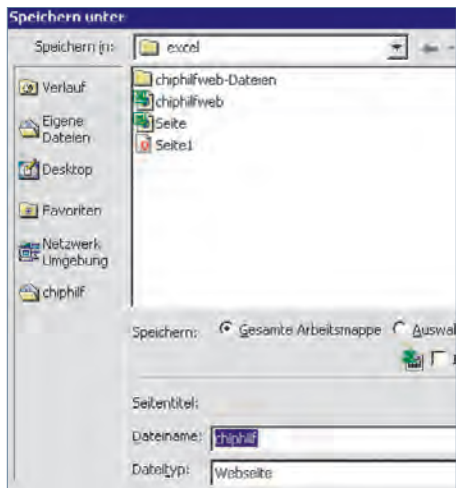 Speichern unter
Speichern in: excel
Verlauf
Eigene
Dateien
Desktop
Favoriten
Netzwerk
Umgebung
chiphilf
chiphilfweb-Dateien
chiphilfweb
Seite
Seite1
Speichern: Gesamte Arbeitsmappe
Seitentitel:
Dateiname: chiphilf
Dateityp: Webseite